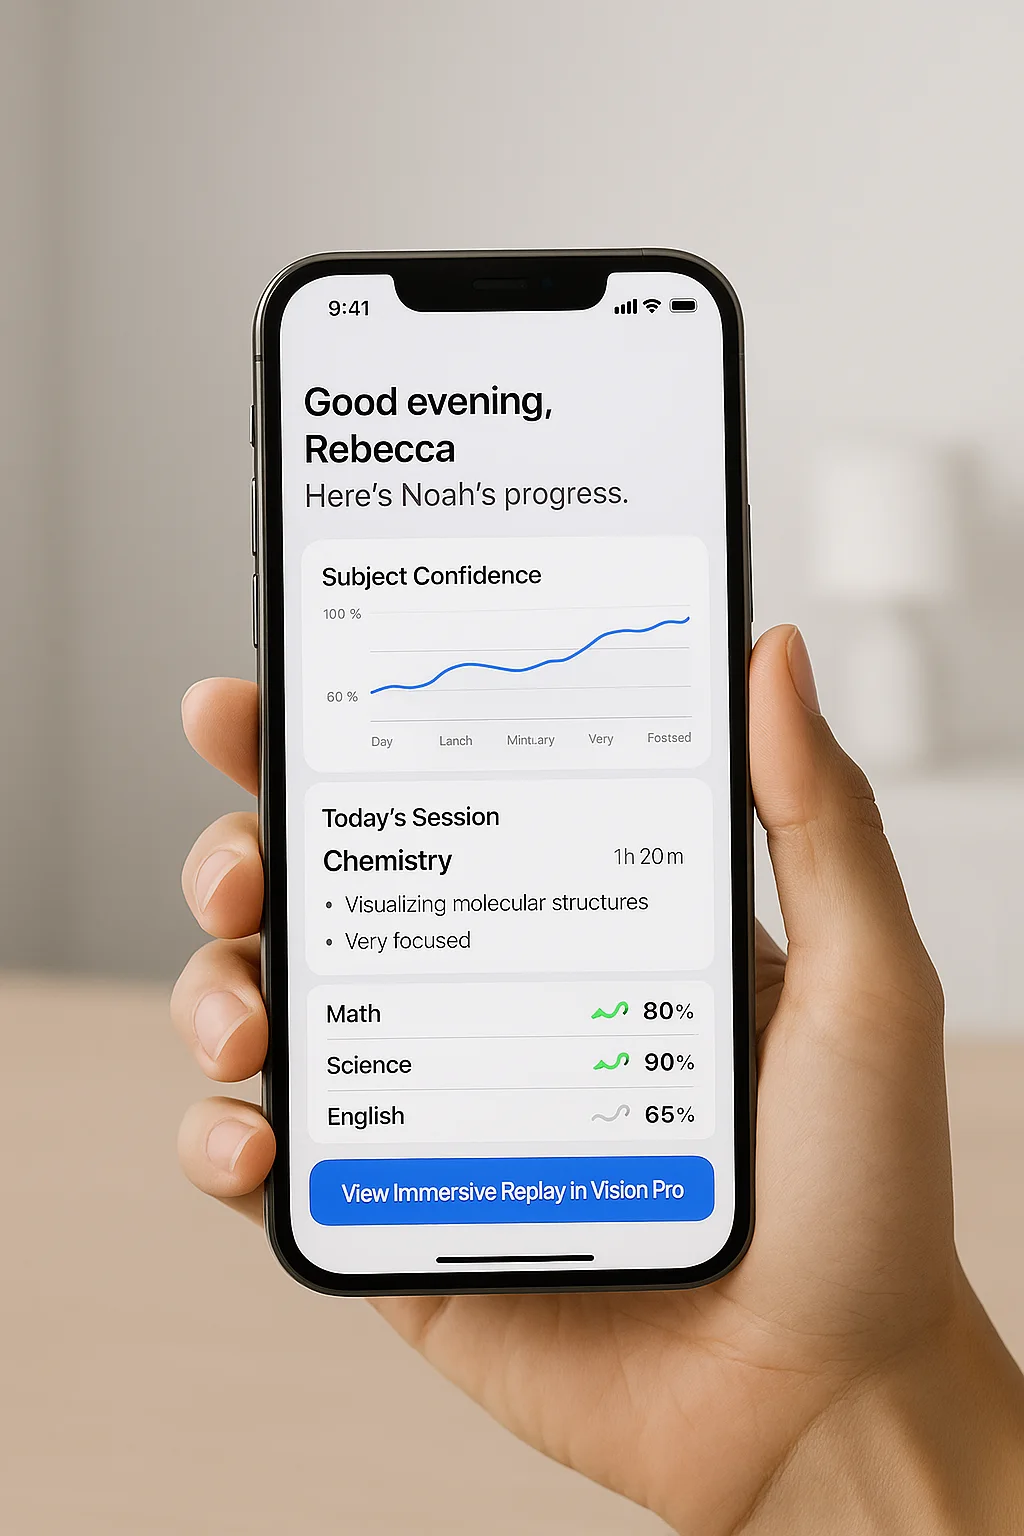 9:41
Good evening,
Rebecca
Here's Noah's progress.
Subject Confidence
100 %
60 %
Day Lanch Very Fostsed
Today's Session
Chemistry 1h 20m
• Visualizing molecular structures
• Very focused
Math 80%
Science 90%
English 65%
View Immersive Replay in Vision Pro